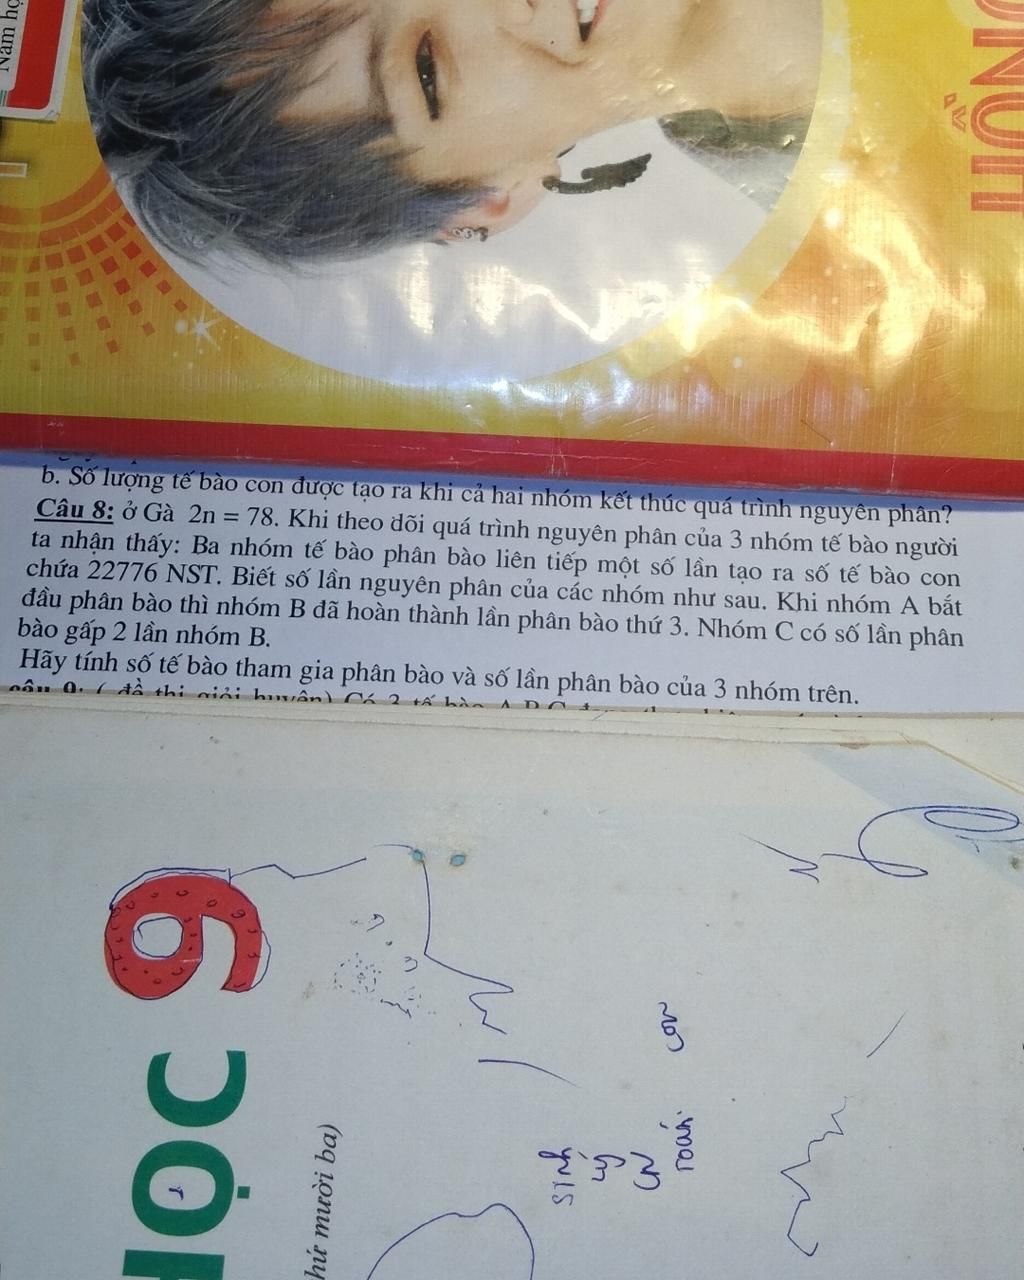 Năm họ
b. Số lượng tế bào con được tạo ra khi cả hai nhóm kết thúc quá trình nguyên phân?
Câu 8: ở Gà 2n = 78. Khi theo dõi quá trình nguyên phân của 3 nhóm tế bào người
ta nhận thấy: Ba nhóm tế bào phân bào liên tiếp một số lần tạo ra số tế bào con
chứa 22776 NST. Biết số lần nguyên phân của các nhóm như sau. Khi nhóm A bắt
đầu phân bào thì nhóm B đã hoàn thành lần phân bào thứ 3. Nhóm C có số lần phân
bào gấp 2 lần nhóm B.
Hãy tính số tế bào tham gia phân bào và số lần phân bào của 3 nhóm trên.
9
HỌC
hứ mười ba)
sinh
lý
CN
toán